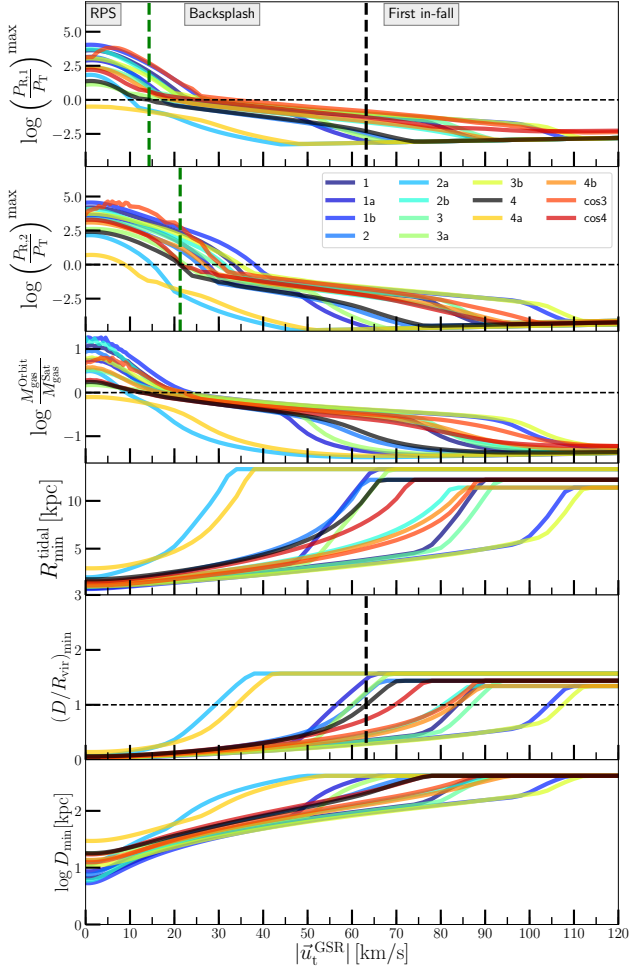 RPS Backsplash First in-fall
log (P_R,1 / P_T)^max
5.0
2.5
0.0
−2.5
log (P_R,2 / P_T)^max
5.0
2.5
0.0
−2.5
1 2a 3b 4b
1a 2b 4 cos3
1b 3 4a cos4
2 3a
log M_gas^Orbit / M_gas^Sat
1
0
−1
R_min^tidal [kpc]
10
5
(D/R_vir)_min
3
2
1
0
log D_min[kpc]
2
1
0
0 10 20 30 40 50 60 70 80 90 100 110 120
|u⃗_t^GSR| [km/s]